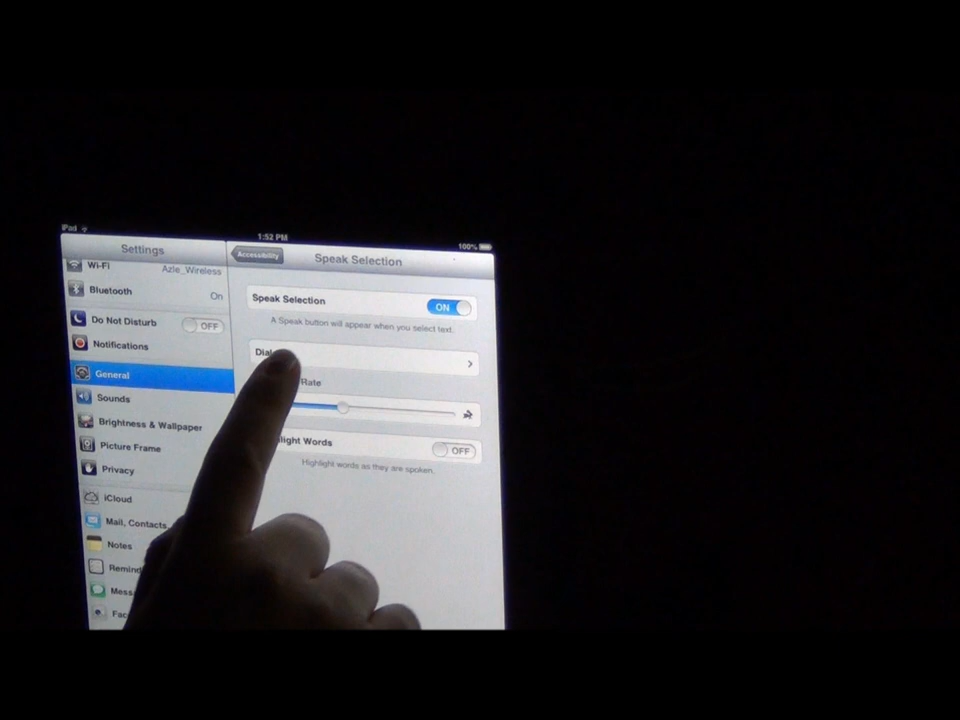 iPad
1:52 PM
100%
Settings
Wi-Fi Azle_Wireless
Bluetooth On
Do Not Disturb OFF
Notifications
General
Sounds
Brightness & Wallpaper
Picture Frame
Privacy
iCloud
Mail, Contacts,
Notes
Accessibility
Speak Selection
Speak Selection ON
A Speak button will appear when you select text.
Rate
Words OFF
Highlight words as they are spoken.